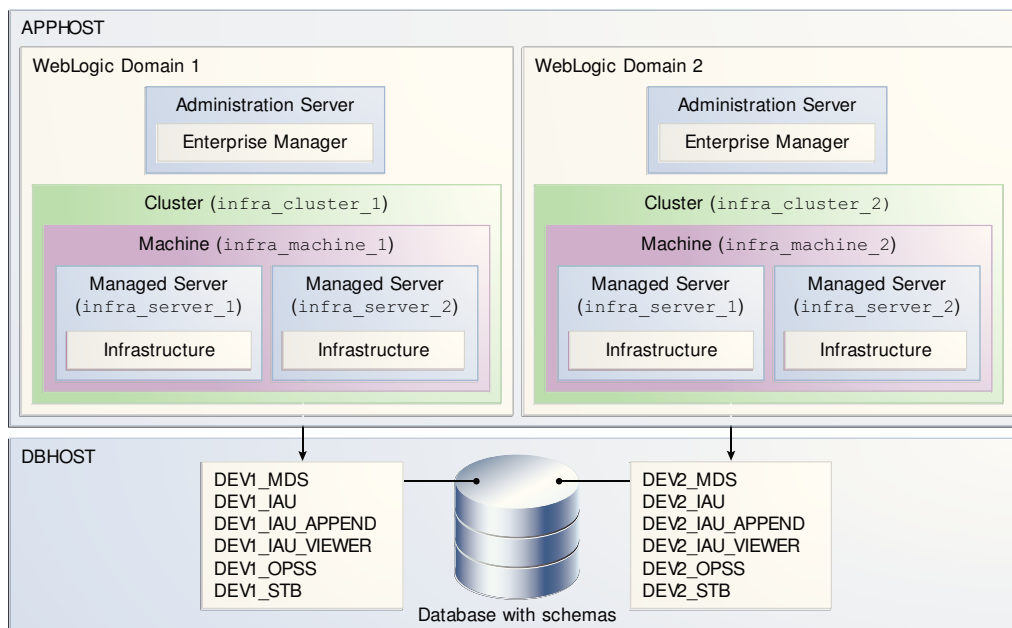 APPHOST
WebLogic Domain 1
Administration Server
Enterprise Manager
Cluster (infra_cluster_1)
Machine (infra_machine_1)
Managed Server
(infra_server_1)
Infrastructure
Managed Server
(infra_server_2)
Infrastructure
WebLogic Domain 2
Administration Server
Enterprise Manager
Cluster (infra_cluster_2)
Machine (infra_machine_2)
Managed Server
(infra_server_1)
Infrastructure
Managed Server
(infra_server_2)
Infrastructure
DBHOST
DEV1_MDS
DEV1_IAU
DEV1_IAU_APPEND
DEV1_IAU_VIEWER
DEV1_OPSS
DEV1_STB
Database with schemas
DEV2_MDS
DEV2_IAU
DEV2_IAU_APPEND
DEV2_IAU_VIEWER
DEV2_OPSS
DEV2_STB